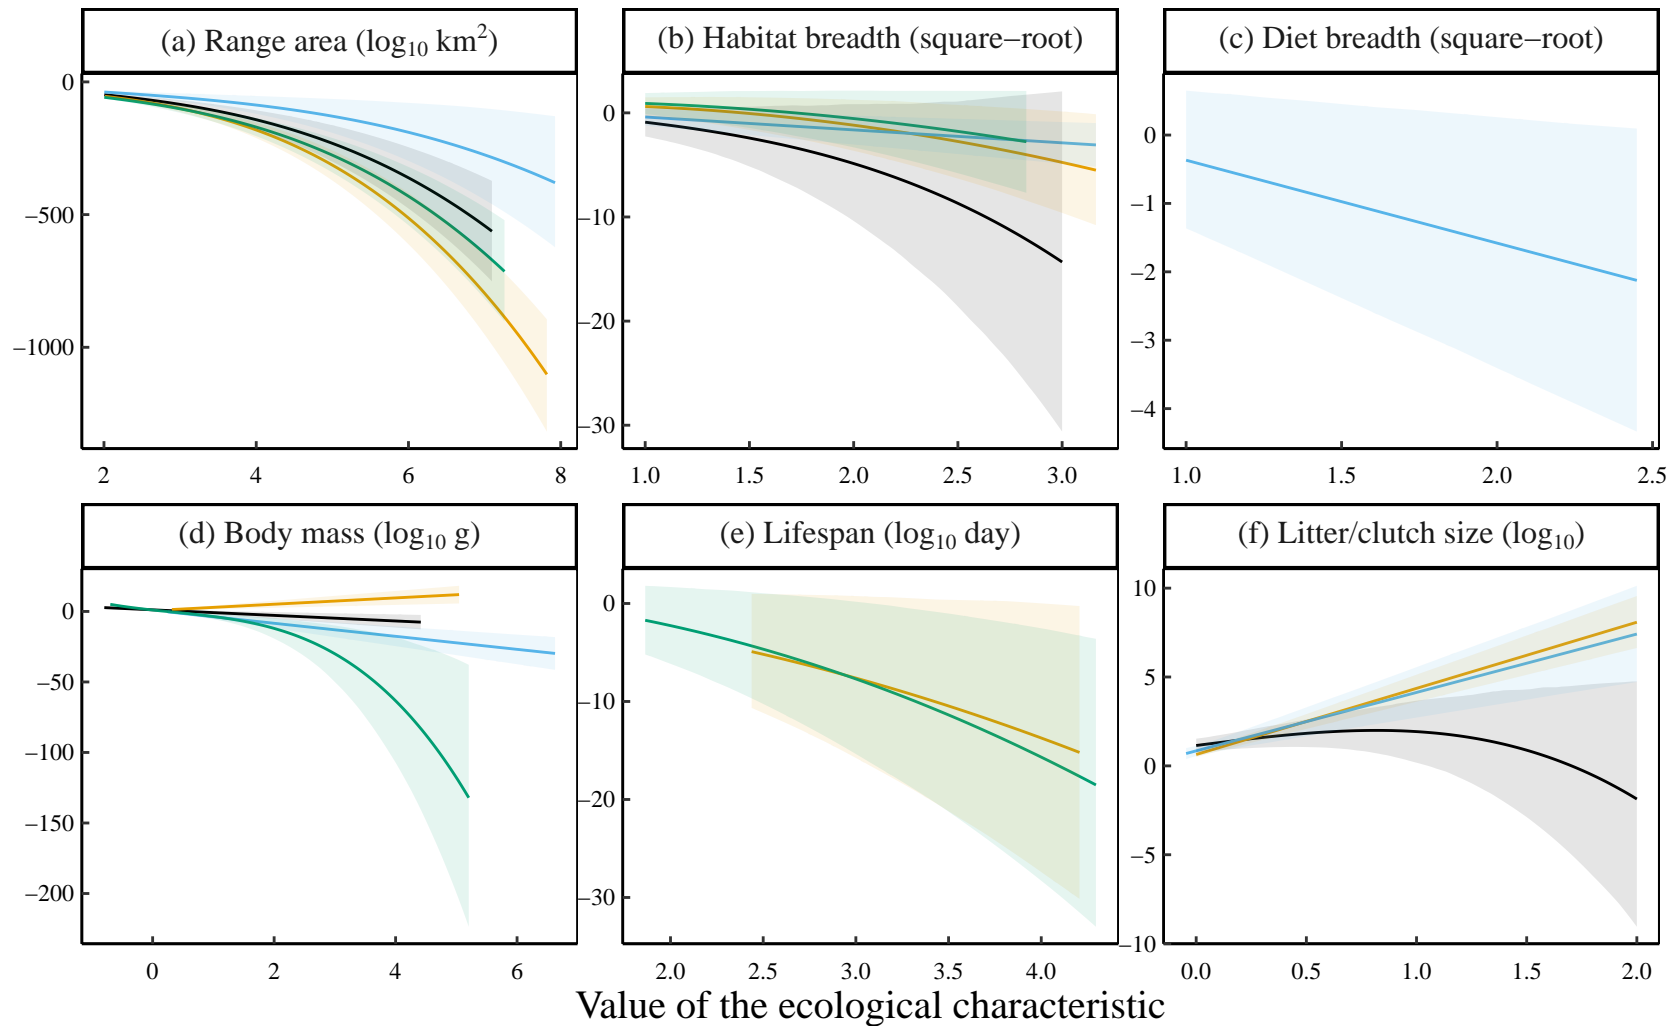 (a) Range area (log₁₀ km²)
(b) Habitat breadth (square−root)
(c) Diet breadth (square−root)
0
−500
−1000
2 4 6 8
0
−10
−20
−30
1.0 1.5 2.0 2.5 3.0
0
−1
−2
−3
−4
1.0 1.5 2.0 2.5
(d) Body mass (log₁₀ g)
(e) Lifespan (log₁₀ day)
(f) Litter/clutch size (log₁₀)
0
−50
−100
−150
−200
0 2 4 6
0
−10
−20
−30
2.0 2.5 3.0 3.5 4.0
10
5
0
−5
−10
0.0 0.5 1.0 1.5 2.0
Value of the ecological characteristic